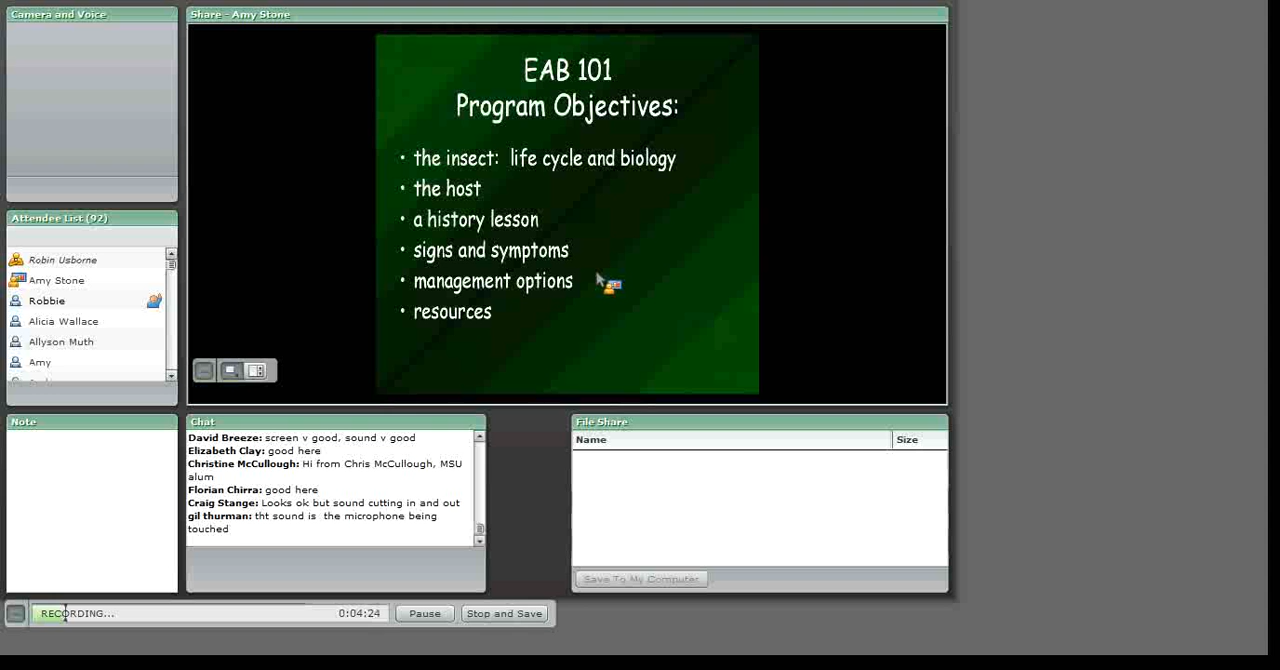 Camera and Voice
Share - Amy Stone
EAB 101
Program Objectives:
• the insect: life cycle and biology
• the host
• a history lesson
• signs and symptoms
• management options
• resources
Attendee List (92)
Robin Usborne
Amy Stone
Robbie
Alicia Wallace
Allyson Muth
Amy
Note
Chat
David Breeze: screen v good, sound v good
Elizabeth Clay: good here
Christine McCullough: Hi from Chris McCullough, MSU
alum
Florian Chirra: good here
Craig Stange: Looks ok but sound cutting in and out
gil thurman: tht sound is the microphone being
touched
File Share
Name
Size
Save To My Computer
RECORDING...
0:04:24
Pause
Stop and Save